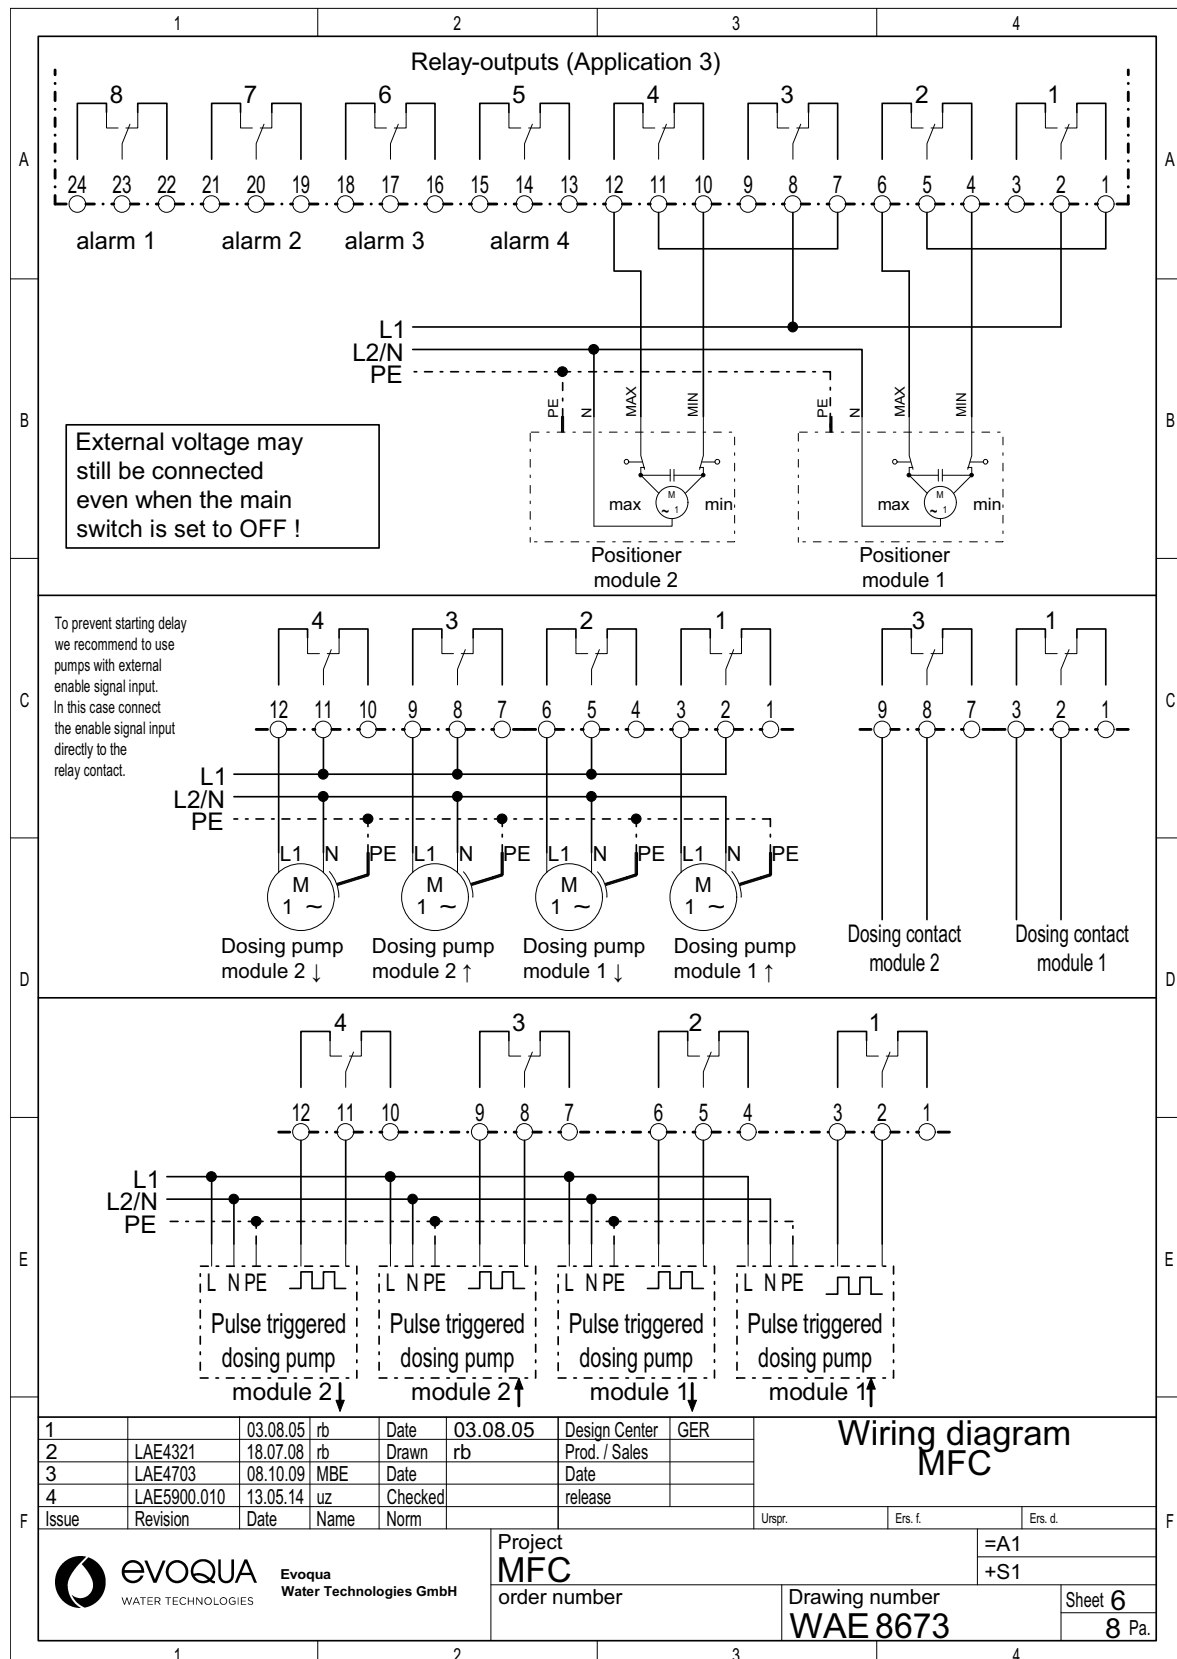 1 2 3 4
Relay-outputs (Application 3)
8 7 6 5 4 3 2 1
A A
24 23 22 21 20 19 18 17 16 15 14 13 12 11 10 9 8 7 6 5 4 3 2 1
alarm 1 alarm 2 alarm 3 alarm 4
L1
L2/N
PE
PE N MAX MIN PE N MAX MIN
B B
External voltage may
still be connected
even when the main
switch is set to OFF !
M M
max ~ 1 min max ~ 1 min
Positioner Positioner
module 2 module 1
To prevent starting delay
we recommend to use
pumps with external
enable signal input.
In this case connect
the enable signal input
directly to the
relay contact.
4 3 2 1 3 1
C C
12 11 10 9 8 7 6 5 4 3 2 1 9 8 7 3 2 1
L1
L2/N
PE
L1 N PE L1 N PE L1 N PE L1 N PE
M M M M
1 ~ 1 ~ 1 ~ 1 ~
Dosing pump Dosing pump Dosing pump Dosing pump
module 2 ↓ module 2 ↑ module 1 ↓ module 1 ↑
Dosing contact Dosing contact
module 2 module 1
D D
4 3 2 1
12 11 10 9 8 7 6 5 4 3 2 1
L1
L2/N
PE
E E
L N PE L N PE L N PE L N PE
Pulse triggered Pulse triggered Pulse triggered Pulse triggered
dosing pump dosing pump dosing pump dosing pump
module 2 ↓ module 2 ↑ module 1 ↓ module 1 ↑
1 03.08.05 rb Date 03.08.05 Design Center GER
2 LAE4321 18.07.08 rb Drawn rb Prod. / Sales
3 LAE4703 08.10.09 MBE Date Date
4 LAE5900.010 13.05.14 uz Checked release
Issue Revision Date Name Norm
Wiring diagram
MFC
Urspr. Ers. f. Ers. d.
F F
evoqua
WATER TECHNOLOGIES
Evoqua
Water Technologies GmbH
Project
MFC
=A1
+S1
order number
Drawing number
WAE 8673
Sheet 6
8 Pa.
1 2 3 4